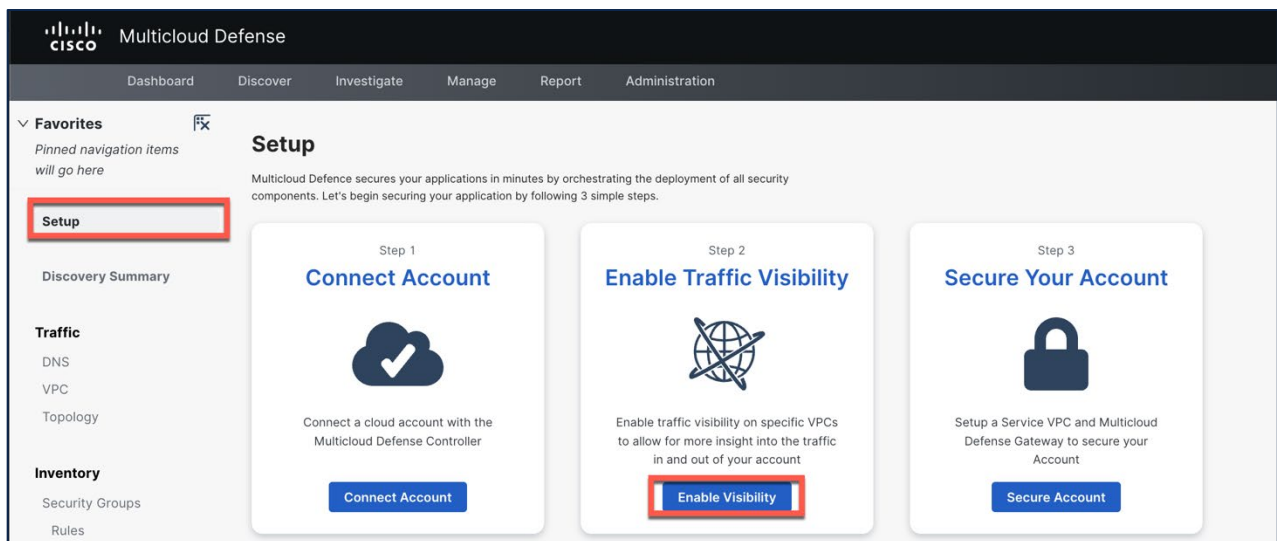 CISCO Multicloud Defense
Dashboard Discover Investigate Manage Report Administration
Favorites
Pinned navigation items
will go here
Setup
Discovery Summary
Traffic
DNS
VPC
Topology
Inventory
Security Groups
Rules
Setup
Multicloud Defence secures your applications in minutes by orchestrating the deployment of all security
components. Let's begin securing your application by following 3 simple steps.
Step 1
Connect Account
Connect a cloud account with the
Multicloud Defense Controller
Connect Account
Step 2
Enable Traffic Visibility
Enable traffic visibility on specific VPCs
to allow for more insight into the traffic
in and out of your account
Enable Visibility
Step 3
Secure Your Account
Setup a Service VPC and Multicloud
Defense Gateway to secure your
Account
Secure Account